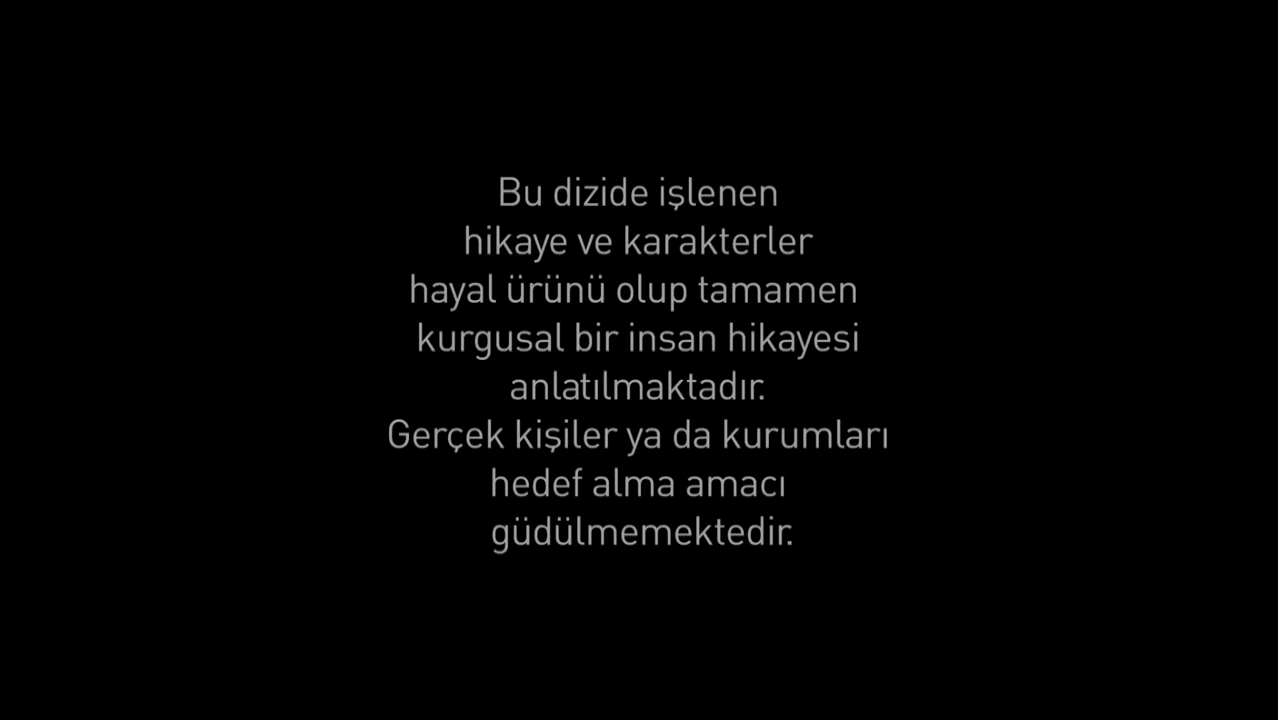 Bu dizide işlenen
hikaye ve karakterler
hayal ürünü olup tamamen
kurgusal bir insan hikayesi
anlatılmaktadır.
Gerçek kişiler ya da kurumları
hedef alma amacı
güdülmemektedir.